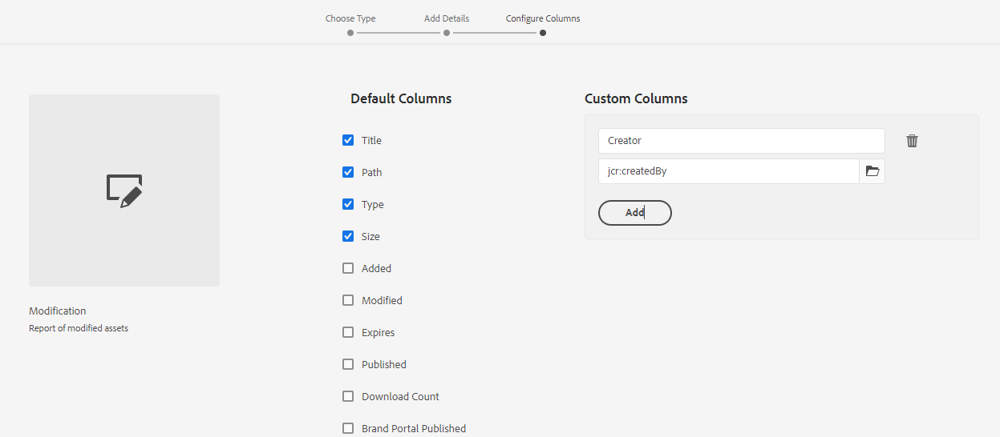 Choose Type
Add Details
Configure Columns
Modification
Report of modified assets
Default Columns
Title
Path
Type
Size
Added
Modified
Expires
Published
Download Count
Brand Portal Published
Custom Columns
Creator
jcr:createdBy
Add